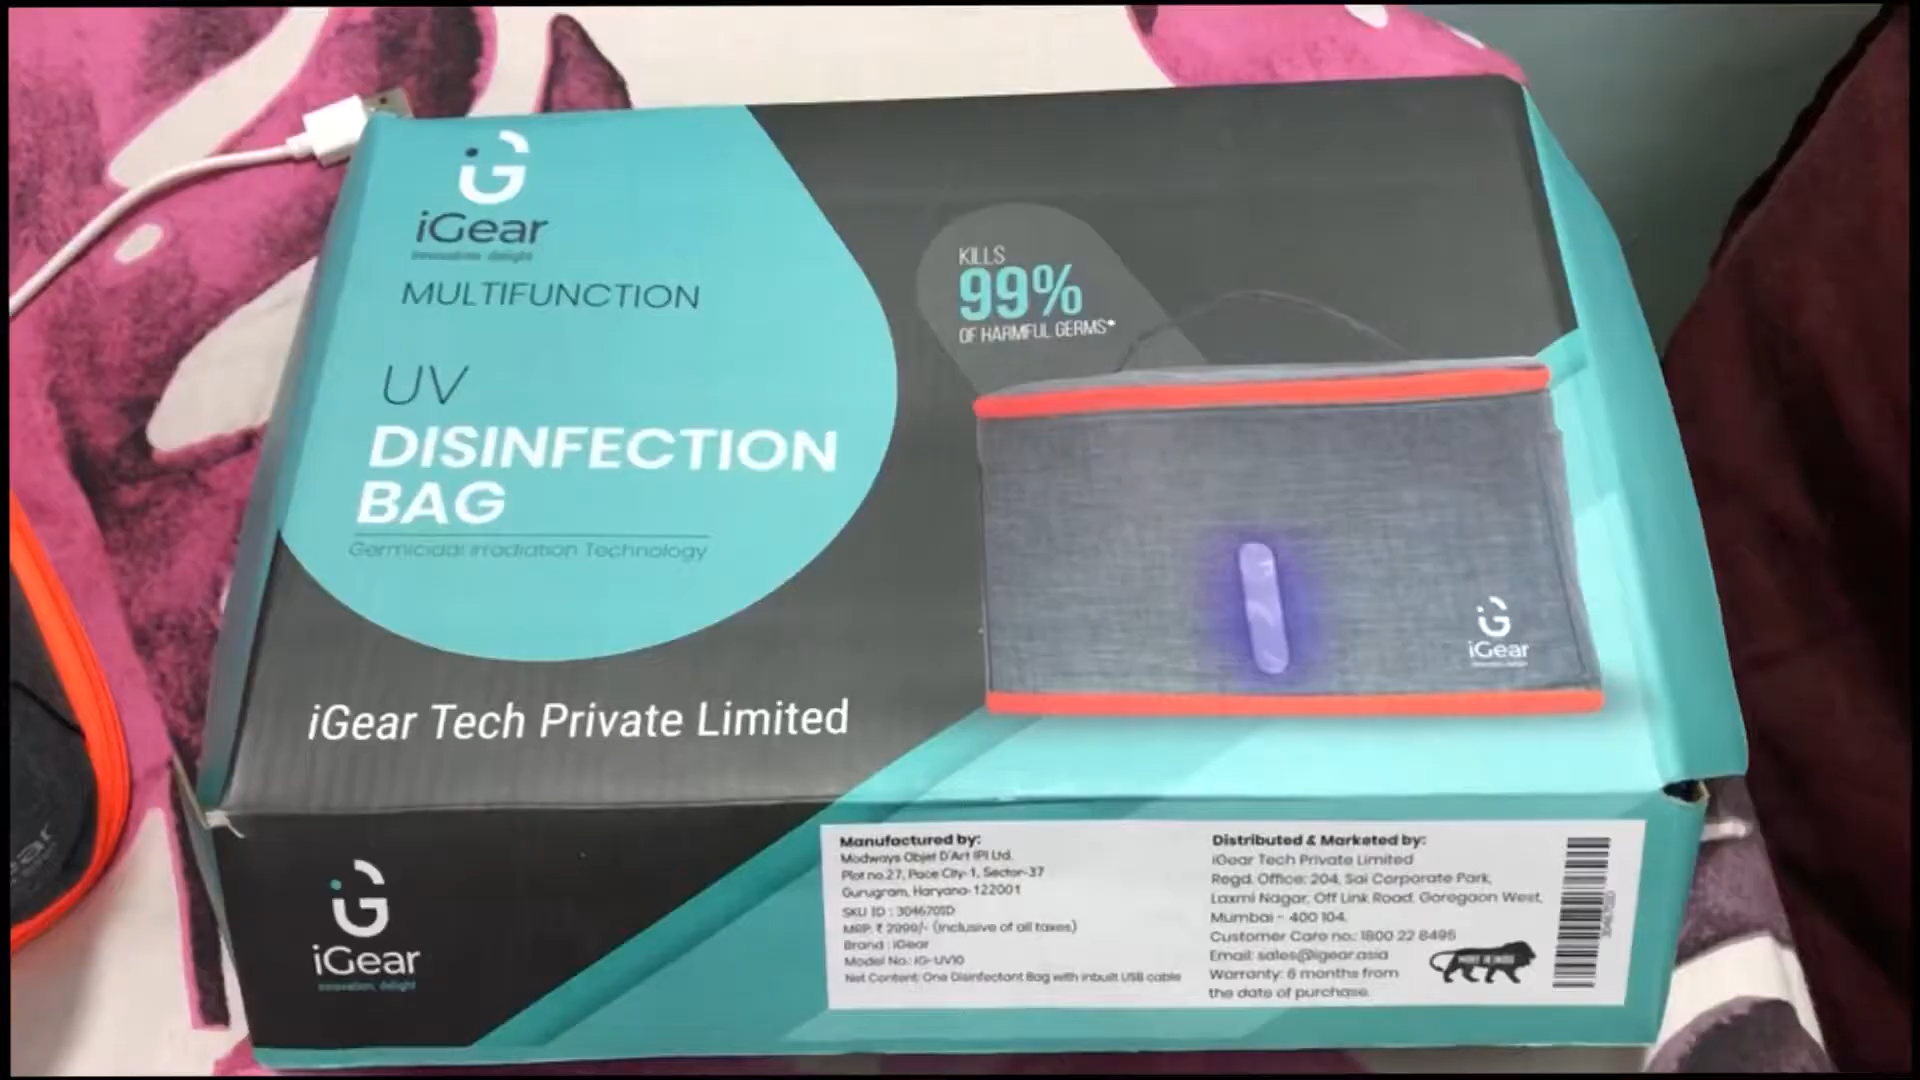 iGear
innovation. delight
MULTIFUNCTION
UV
DISINFECTION
BAG
Germicidal Irradiation Technology
KILLS
99%
OF HARMFUL GERMS*
iGear
iGear Tech Private Limited
iGear
innovation. delight
Manufactured by:
Modways Objet D'Art (P) Ltd.
Plot no.27, Pace City-1, Sector-37
Gurugram, Haryana-122001
SKU ID : 304670SD
MRP: ₹ 2999/- (Inclusive of all taxes)
Brand : iGear
Model No.: iG-UV10
Net Content: One Disinfectant Bag with inbuilt USB cable
Distributed & Marketed by:
iGear Tech Private Limited
Regd. Office: 204, Sai Corporate Park,
Laxmi Nagar, Off Link Road, Goregaon West,
Mumbai - 400 104.
Customer Care no.: 1800 22 8495
Email: sales@igear.asia
Warranty: 6 months from
the date of purchase.
MAKE IN INDIA